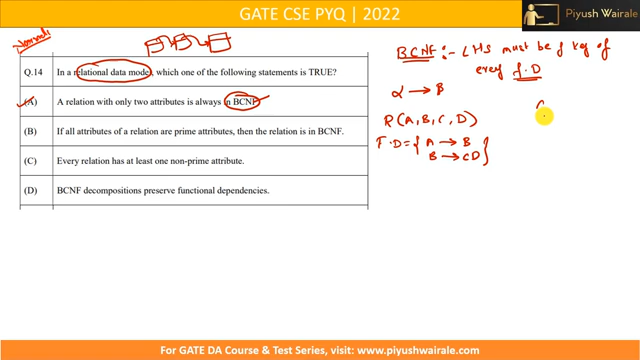 GATE CSE PYQ | 2022
Piyush Wairale
Q.14
In a relational data model, which one of the following statements is TRUE?
(A)
A relation with only two attributes is always in BCNF.
(B)
If all attributes of a relation are prime attributes, then the relation is in BCNF.
(C)
Every relation has at least one non-prime attribute.
(D)
BCNF decompositions preserve functional dependencies.
BCNF :- LHS must be key of
every f.D
α → β
R(A, B, C, D)
F.D = { A → B
B → CD }
For GATE DA Course & Test Series, visit: www.piyushwairale.com